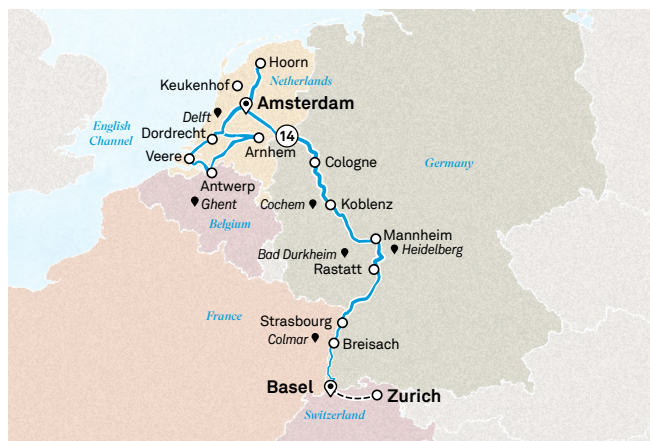 Hoorn
Keukenhof
Netherlands
Amsterdam
Delft
English
Channel
Dordrecht
14
Arnhem
Veere
Cologne
Germany
Antwerp
Ghent
Cochem
Koblenz
Belgium
Mannheim
Bad Durkheim
Heidelberg
Rastatt
France
Strasbourg
Colmar
Breisach
Basel
Zurich
Switzerland